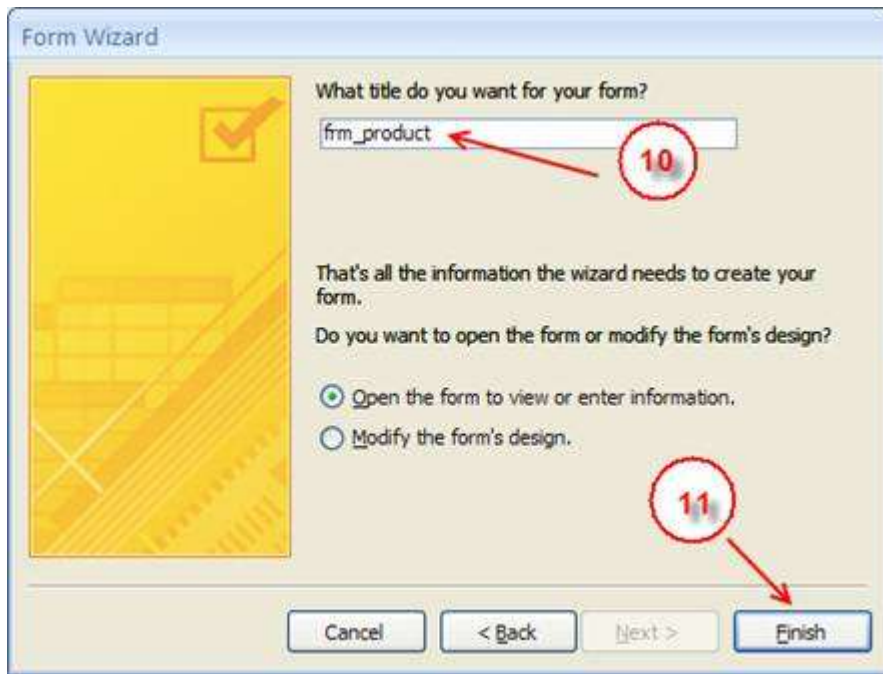 Form Wizard
What title do you want for your form?
frm_product
10
That's all the information the wizard needs to create your
form.
Do you want to open the form or modify the form's design?
Open the form to view or enter information.
Modify the form's design.
11
Cancel
< Back
Next >
Finish